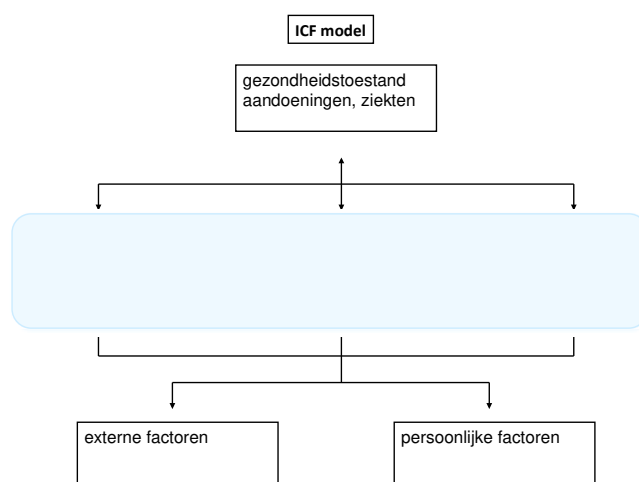 ICF model
gezondheidstoestand
aandoeningen, ziekten
externe factoren
persoonlijke factoren